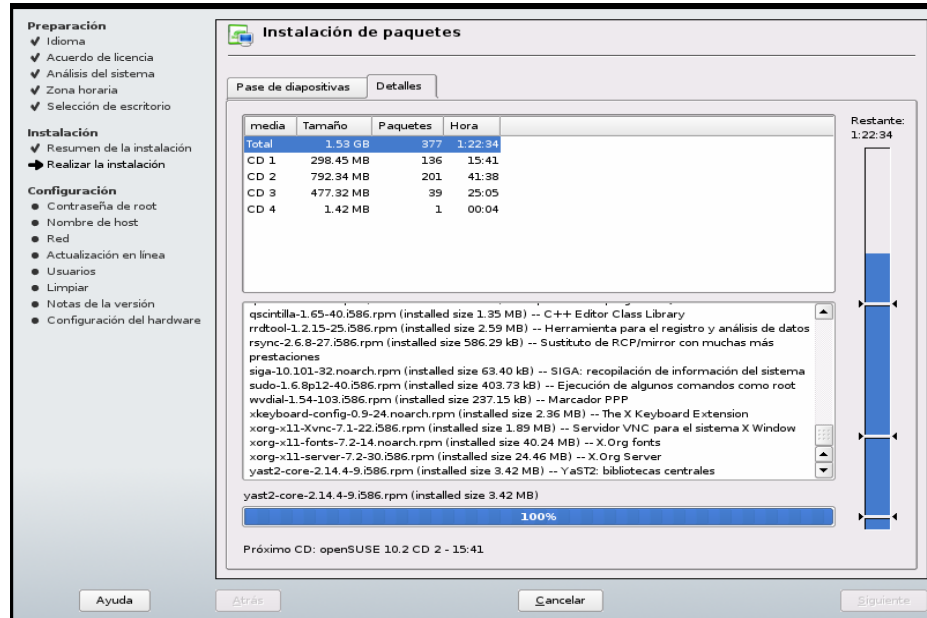 Preparación
Idioma
Acuerdo de licencia
Análisis del sistema
Zona horaria
Selección de escritorio
Instalación
Resumen de la instalación
Realizar la instalación
Configuración
Contraseña de root
Nombre de host
Red
Actualización en línea
Usuarios
Limpiar
Notas de la versión
Configuración del hardware
Instalación de paquetes
Pase de diapositivas Detalles
media Tamaño Paquetes Hora
Total 1.53 GB 377 1:22:34
CD 1 298.45 MB 136 15:41
CD 2 792.34 MB 201 41:38
CD 3 477.32 MB 39 25:05
CD 4 1.42 MB 1 00:04
Restante:
1:22:34
qscintilla-1.65-40.i586.rpm (installed size 1.35 MB) -- C++ Editor Class Library
rrdtool-1.2.15-25.i586.rpm (installed size 2.59 MB) -- Herramienta para el registro y análisis de datos
rsync-2.6.8-27.i586.rpm (installed size 586.29 kB) -- Sustituto de RCP/mirror con muchas más
prestaciones
siga-10.101-32.noarch.rpm (installed size 63.40 kB) -- SIGA: recopilación de información del sistema
sudo-1.6.8p12-40.i586.rpm (installed size 403.73 kB) -- Ejecución de algunos comandos como root
wvdial-1.54-103.i586.rpm (installed size 237.15 kB) -- Marcador PPP
xkeyboard-config-0.9-24.noarch.rpm (installed size 2.36 MB) -- The X Keyboard Extension
xorg-x11-Xvnc-7.1-22.i586.rpm (installed size 1.89 MB) -- Servidor VNC para el sistema X Window
xorg-x11-fonts-7.2-14.noarch.rpm (installed size 40.24 MB) -- X.Org fonts
xorg-x11-server-7.2-30.i586.rpm (installed size 24.46 MB) -- X.Org Server
yast2-core-2.14.4-9.i586.rpm (installed size 3.42 MB) -- YaST2: bibliotecas centrales
yast2-core-2.14.4-9.i586.rpm (installed size 3.42 MB)
100%
Próximo CD: openSUSE 10.2 CD 2 - 15:41
Ayuda Atrás Cancelar Siguiente